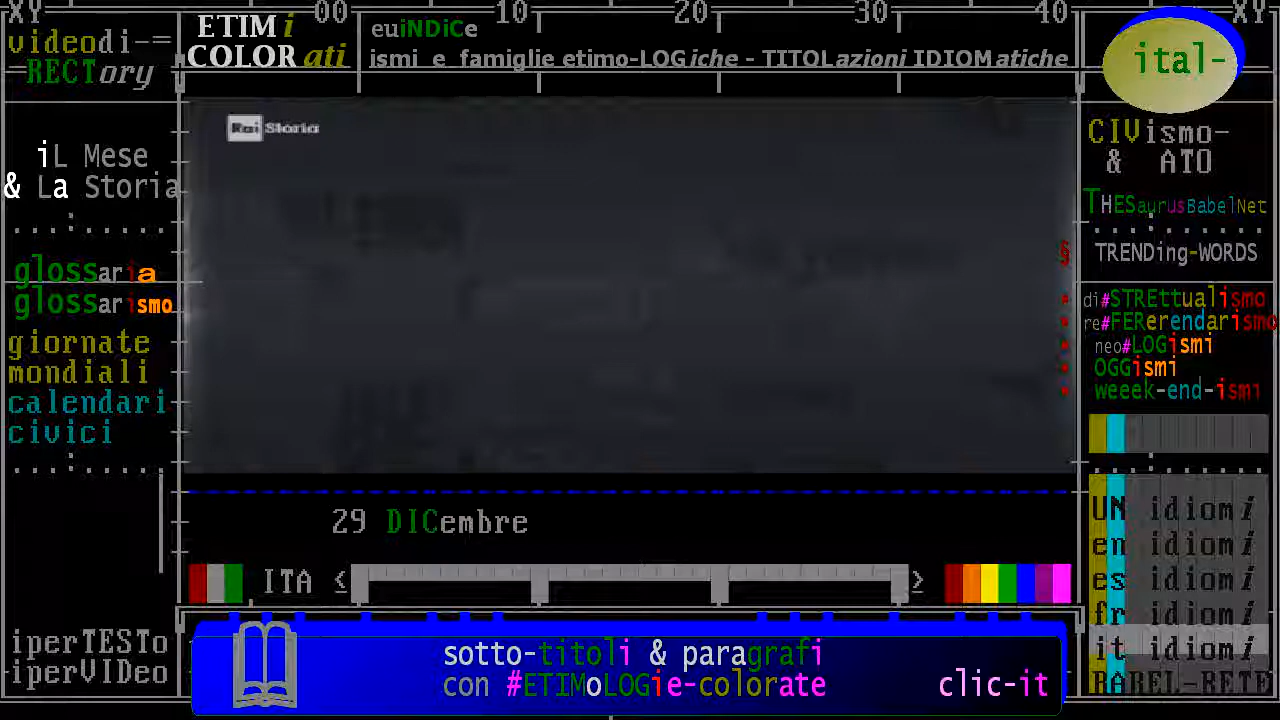 XY 00 10 20 30 40 XY
videodi-=
RECTory
ETIMi
COLORati
euiNDiCe
ismi e famiglie etimo-LOGiche - TITOLazioni IDIOMatiche
ital-
Rai Storia
iL Mese
& La Storia
glossaria
glossarismo
giornate
mondiali
calendari
civici
iperTESTo
iperVIDeo
CIVismo-
& ATO
THESaurusBabelNet
TRENDing-WORDS
di#STREttualismo
re#FERerendarismo
neo#LOGismi
OGGismi
weeek-end-ismi
UN idiomi
en idiomi
es idiomi
fr idiomi
it idiomi
29 DICembre
ITA < >
sotto-titoli & paragrafi
con #ETIMoLOGie-colorate clic-it